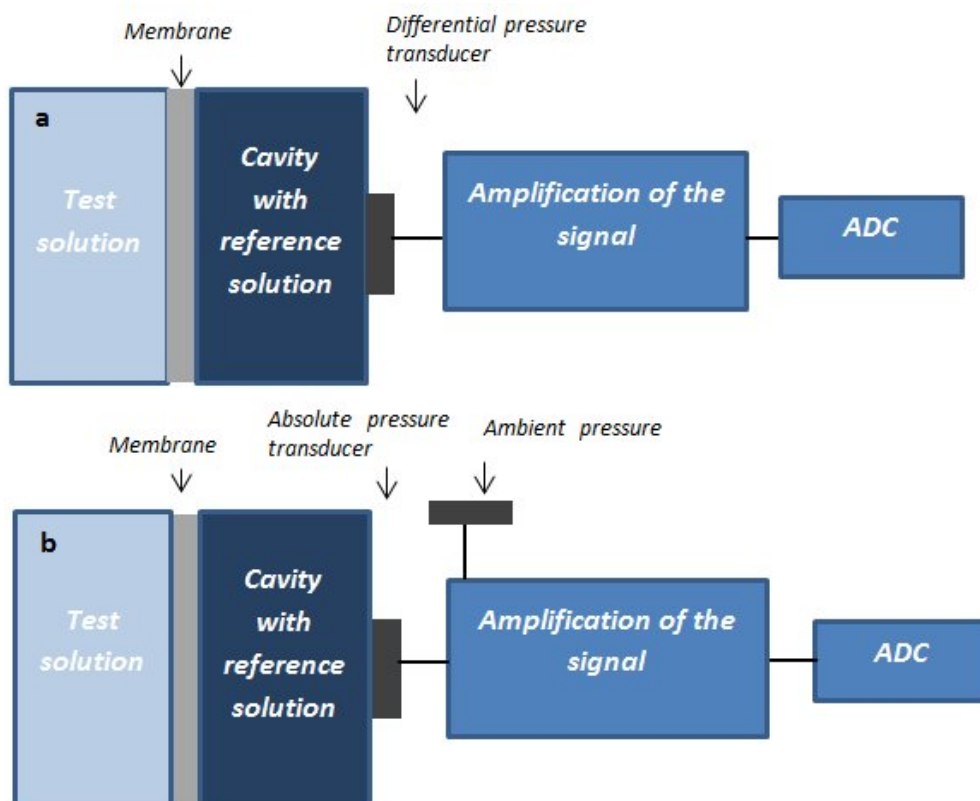 Membrane
Differential pressure
transducer
a
Test
solution
Cavity
with
reference
solution
Amplification of the
signal
ADC
Membrane
Absolute pressure
transducer
Ambient pressure
b
Test
solution
Cavity
with
reference
solution
Amplification of the
signal
ADC